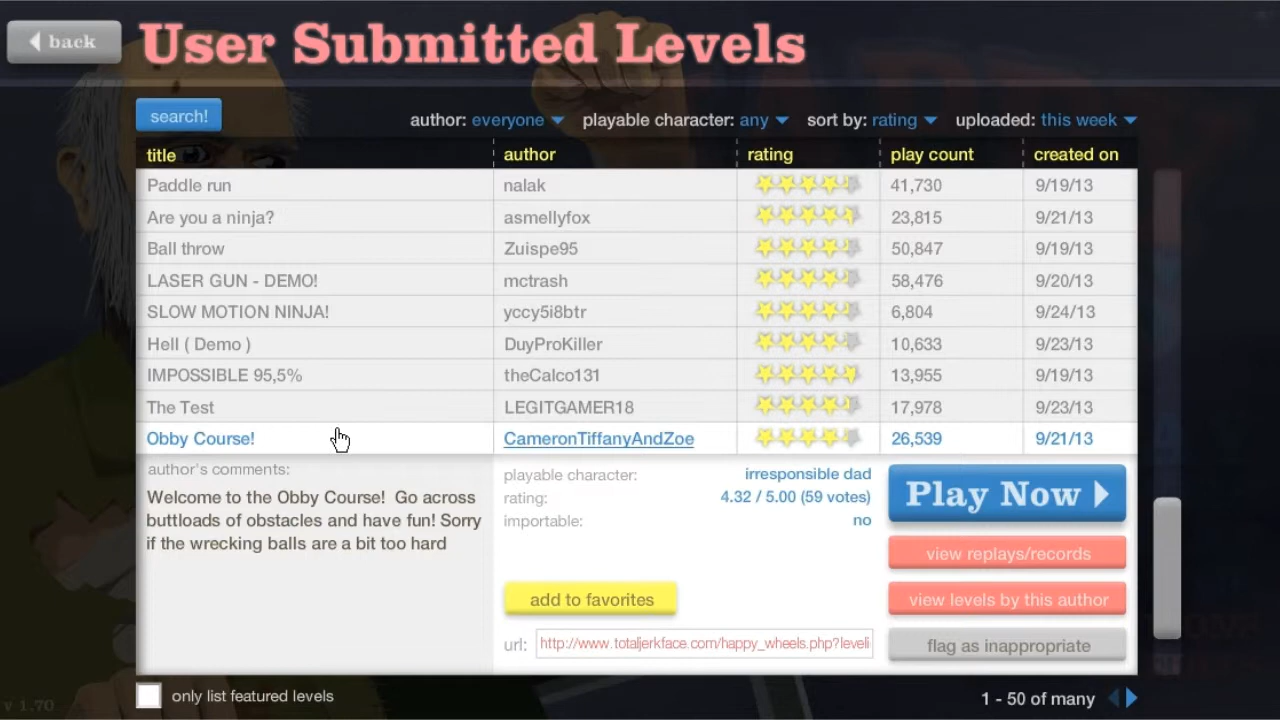 back
User Submitted Levels
search!
author: everyone playable character: any sort by: rating uploaded: this week
title author rating play count created on
Paddle run nalak 41,730 9/19/13
Are you a ninja? asmellyfox 23,815 9/21/13
Ball throw Zuispe95 50,847 9/19/13
LASER GUN - DEMO! mctrash 58,476 9/20/13
SLOW MOTION NINJA! yccy5i8btr 6,804 9/24/13
Hell ( Demo ) DuyProKiller 10,633 9/23/13
IMPOSSIBLE 95,5% theCalco131 13,955 9/19/13
The Test LEGITGAMER18 17,978 9/23/13
Obby Course! CameronTiffanyAndZoe 26,539 9/21/13
author's comments:
Welcome to the Obby Course! Go across
buttloads of obstacles and have fun! Sorry
if the wrecking balls are a bit too hard
playable character: irresponsible dad
rating: 4.32 / 5.00 (59 votes)
importable: no
add to favorites
url: http://www.totaljerkface.com/happy_wheels.php?leveli
Play Now
view replays/records
view levels by this author
flag as inappropriate
only list featured levels
1 - 50 of many
v 1.70